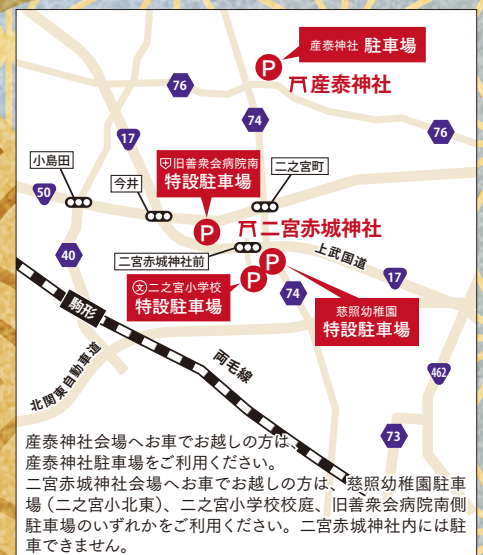 産泰神社 駐車場
P
产泰神社
76
74
76
17
小島田
旧善衆会病院南
特設駐車場
二之宮町
今井
50
P
二宮赤城神社
二宮赤城神社前
上武国道
40
P
17
文 二之宮小学校
特設駐車場
P
74
慈照幼稚園
特設駐車場
駒形
両毛線
北関東自動車道
462
73
産泰神社会場へお車でお越しの方は、
産泰神社駐車場をご利用ください。
二宮赤城神社会場へお車でお越しの方は、慈照幼稚園駐車
場（二之宮小北東）、二之宮小学校校庭、旧善衆会病院南側
駐車場のいずれかをご利用ください。二宮赤城神社内には駐
車できません。